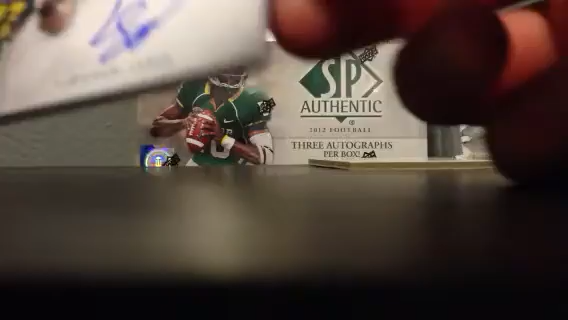 SP
AUTHENTIC
2012 FOOTBALL
THREE AUTOGRAPHS
PER BOX!